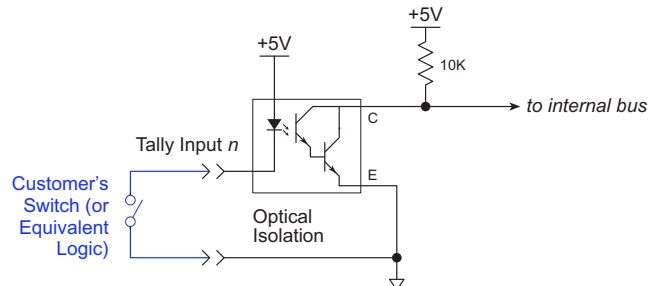 +5V
+5V
10K
C
to internal bus
Tally Input n
E
Customer's
Switch (or
Equivalent
Logic)
Optical
Isolation